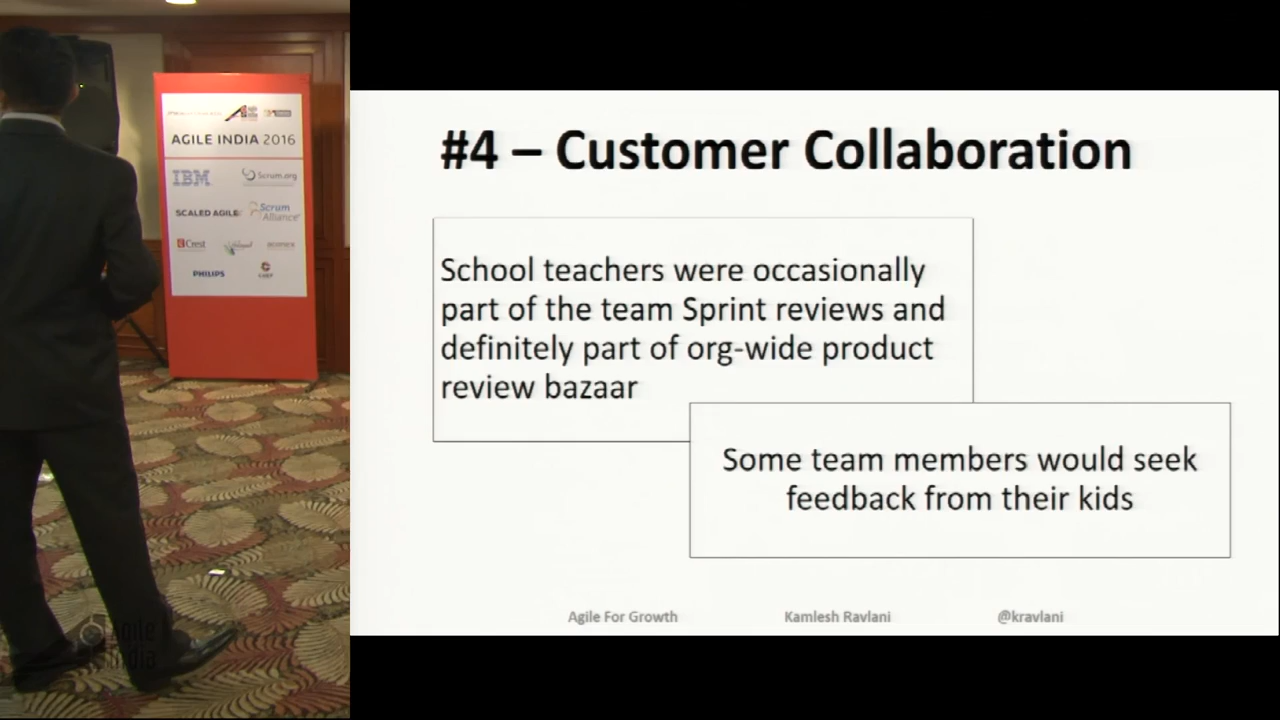 AGILE INDIA 2016
IBM
Scrum.org
SCALED AGILE
Scrum
Alliance
Crest
PHILIPS
#4 – Customer Collaboration
School teachers were occasionally
part of the team Sprint reviews and
definitely part of org-wide product
review bazaar
Some team members would seek
feedback from their kids
Agile For Growth
Kamlesh Ravlani
@kravlani
Agile
India